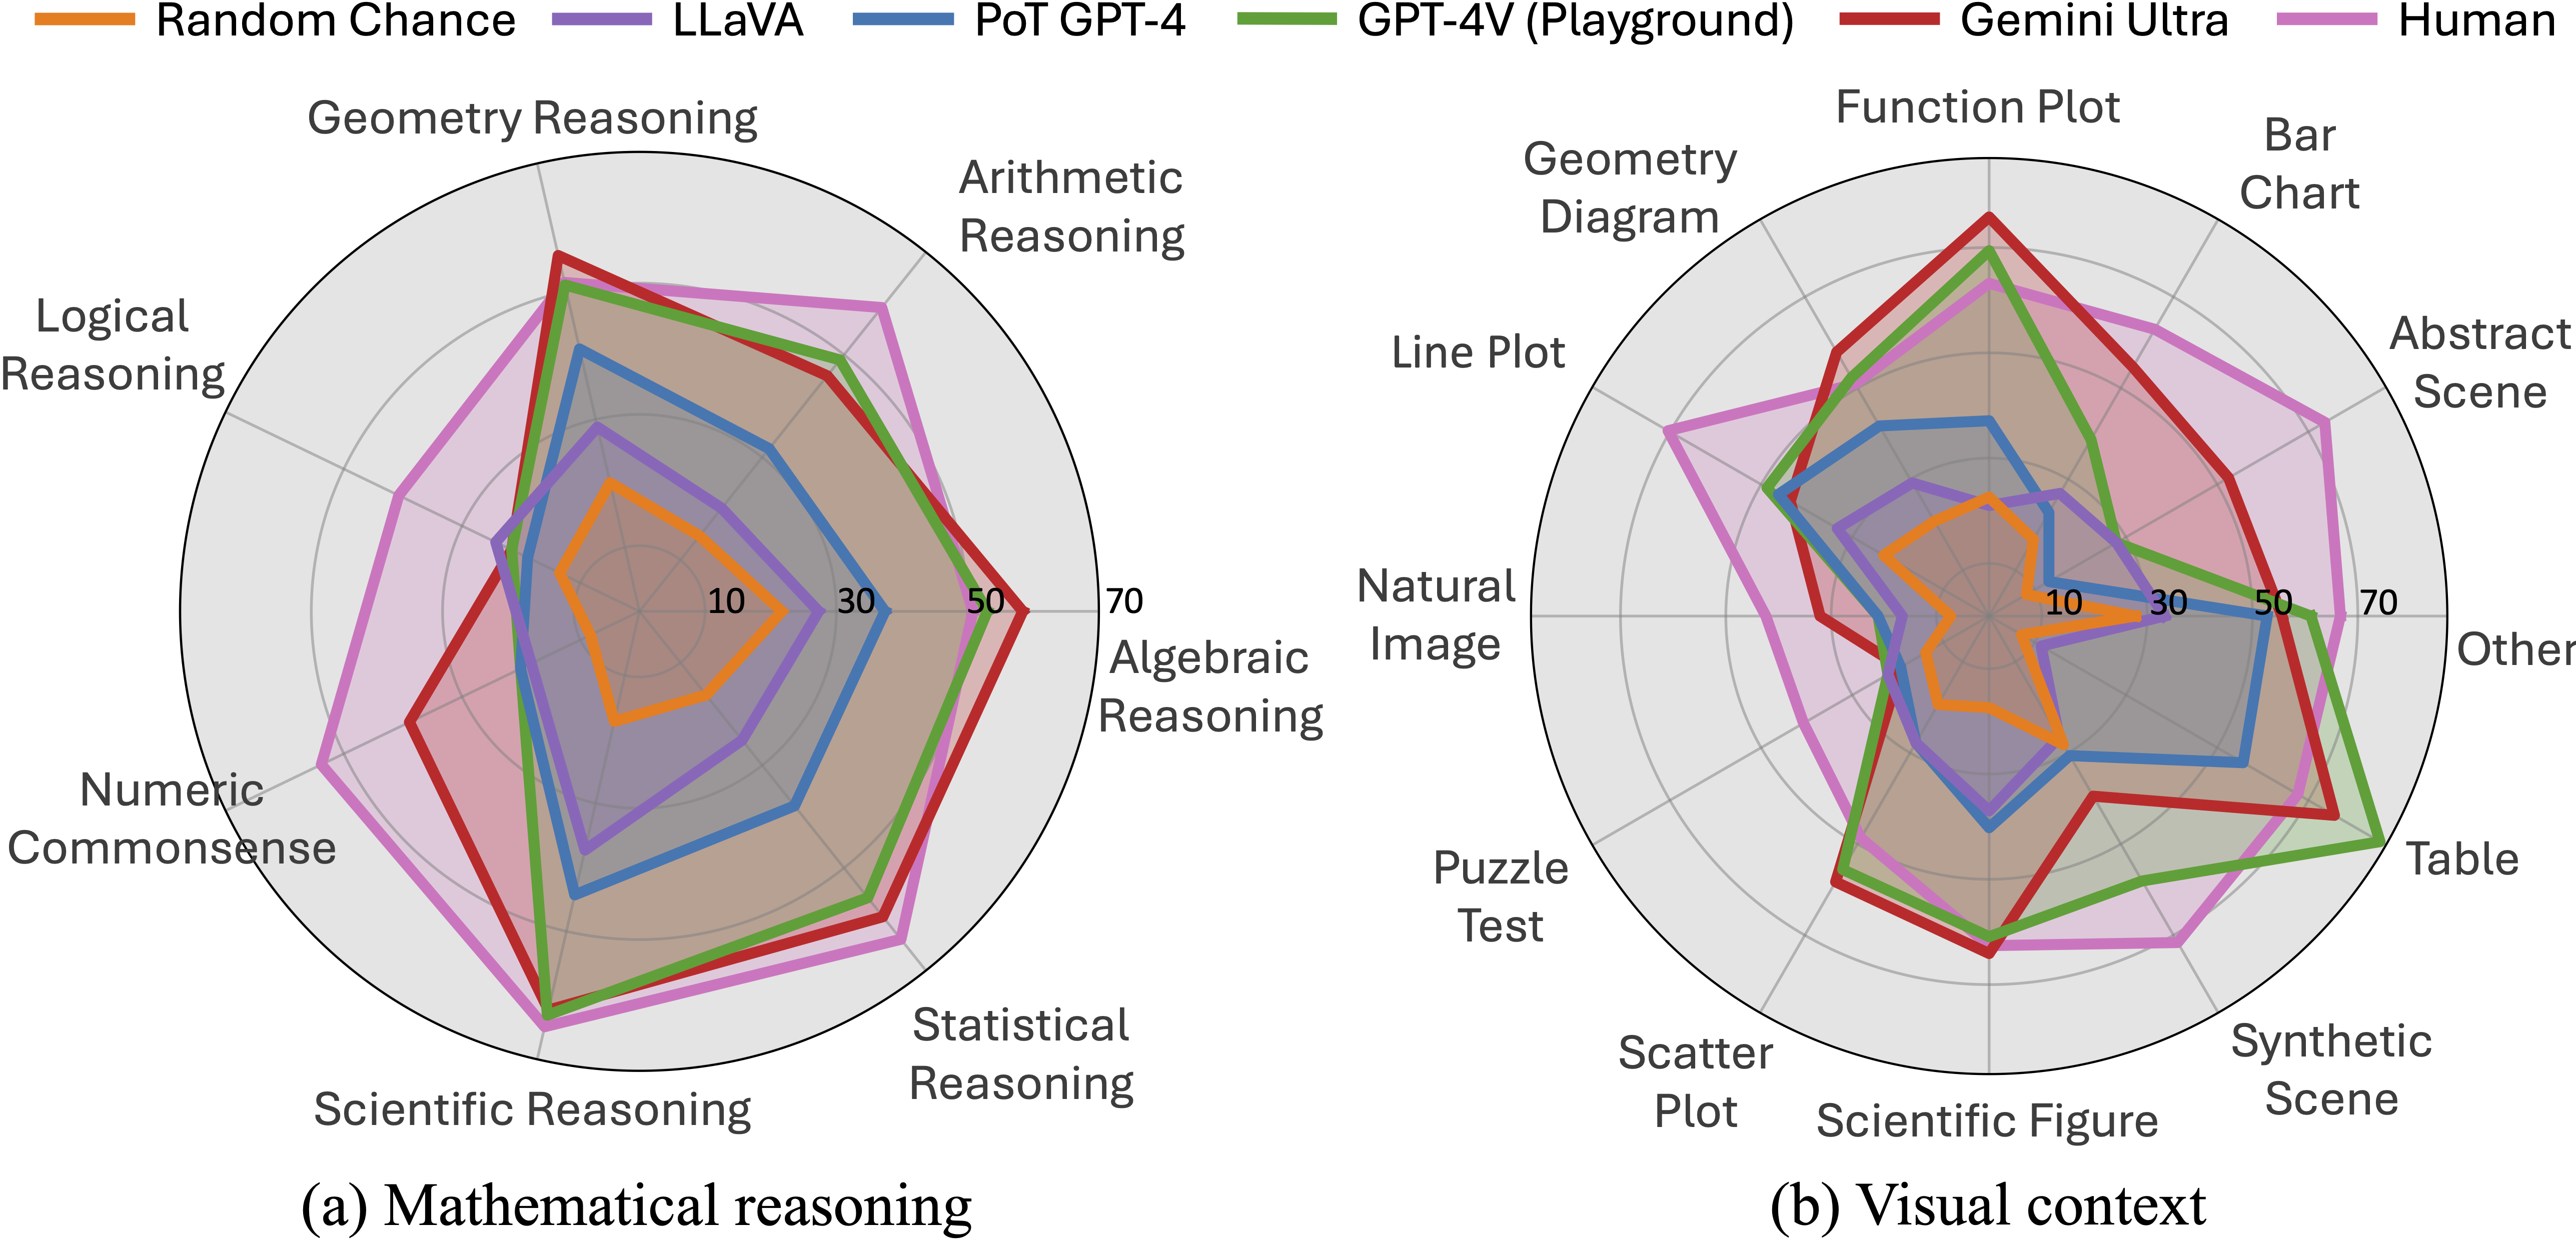 Random Chance LLaVA PoT GPT-4 GPT-4V (Playground) Gemini Ultra Human
Geometry Reasoning
Arithmetic
Reasoning
Logical
Reasoning
10 30 50 70
Algebraic
Reasoning
Numeric
Commonsense
Statistical
Reasoning
Scientific Reasoning
(a) Mathematical reasoning
Function Plot
Bar
Chart
Geometry
Diagram
Abstract
Scene
Line Plot
Natural
Image
10 30 50 70
Other
Puzzle
Test
Table
Scatter
Plot
Synthetic
Scene
Scientific Figure
(b) Visual context